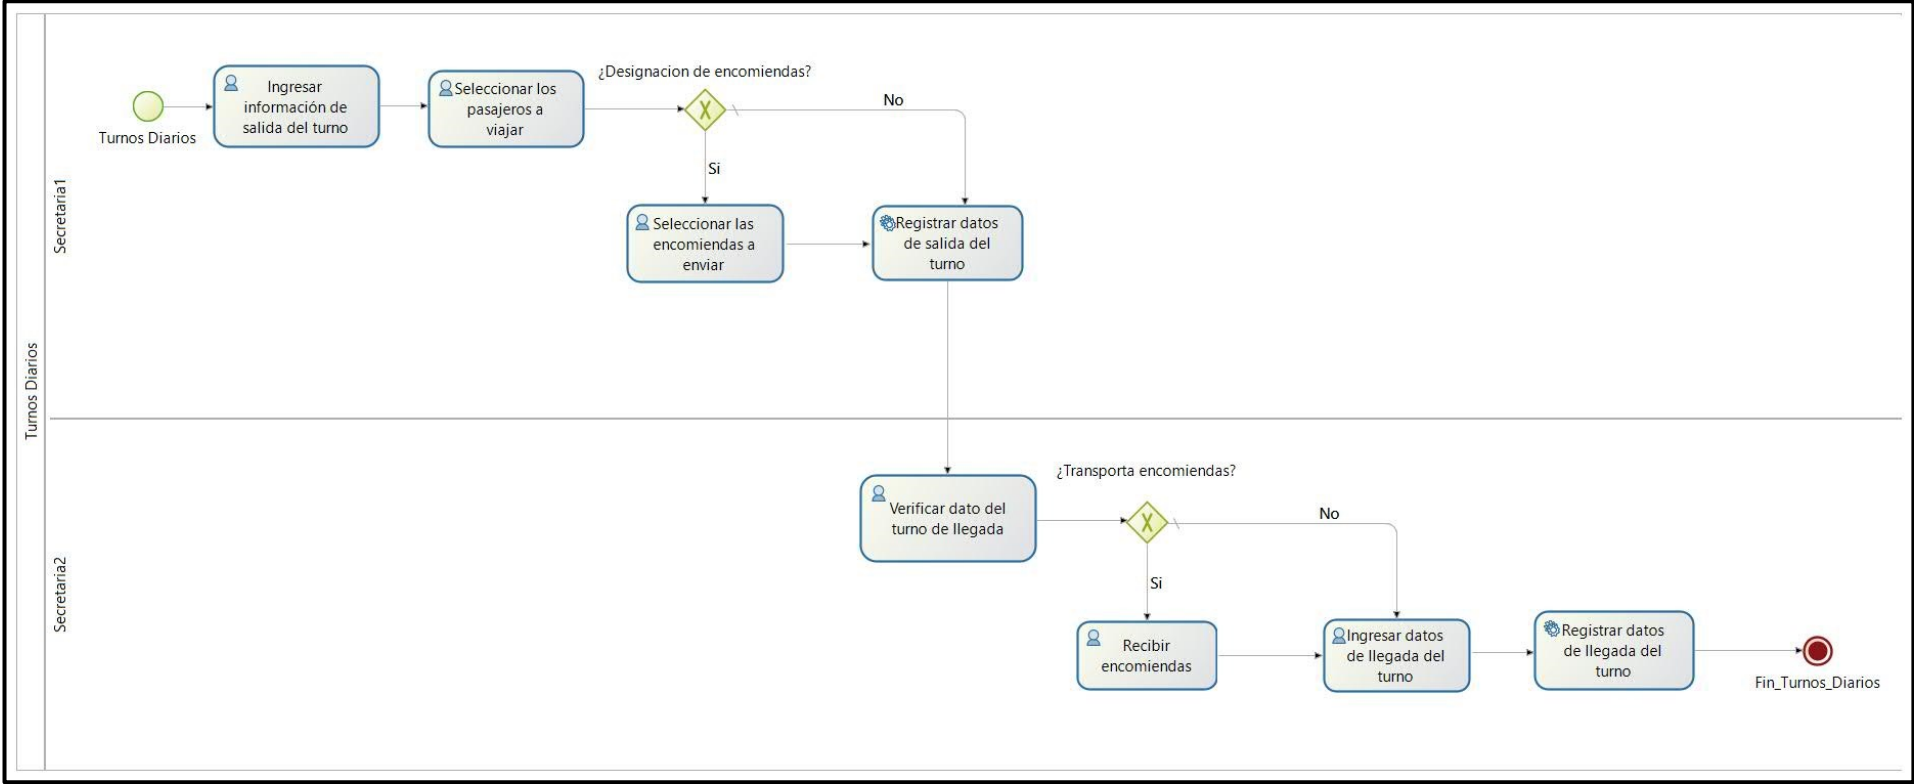 Turnos Diarios
Secretaria1
Turnos Diarios
Ingresar
información de
salida del turno
Seleccionar los
pasajeros a
viajar
¿Designacion de encomiendas?
No
Si
Seleccionar las
encomiendas a
enviar
Registrar datos
de salida del
turno
Secretaria2
Verificar dato del
turno de llegada
¿Transporta encomiendas?
No
Si
Recibir
encomiendas
Ingresar datos
de llegada del
turno
Registrar datos
de llegada del
turno
Fin_Turnos_Diarios